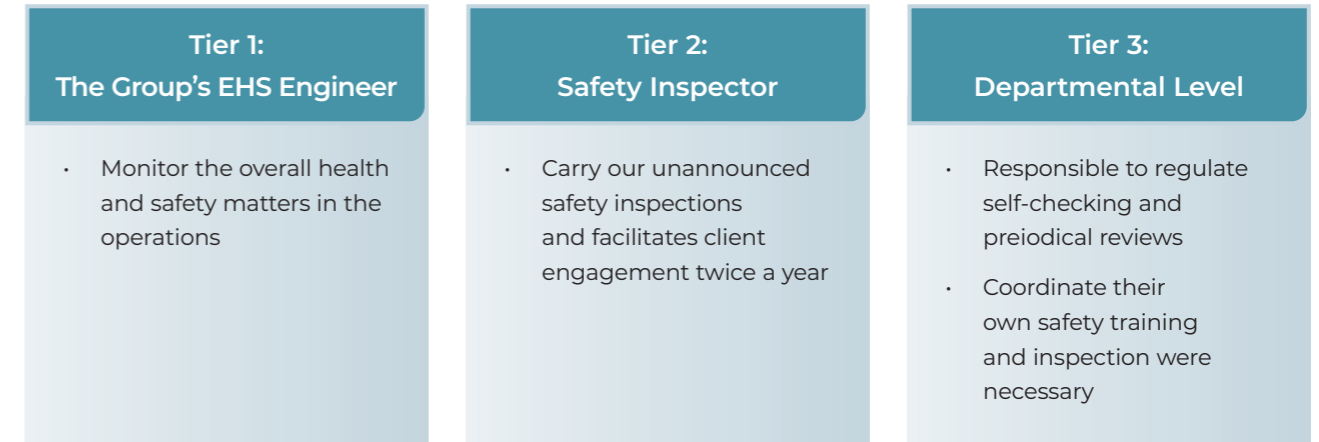 Tier 1:
The Group's EHS Engineer
• Monitor the overall health
and safety matters in the
operations
Tier 2:
Safety Inspector
• Carry our unannounced
safety inspections
and facilitates client
engagement twice a year
Tier 3:
Departmental Level
• Responsible to regulate
self-checking and
preiodical reviews
• Coordinate their
own safety training
and inspection were
necessary